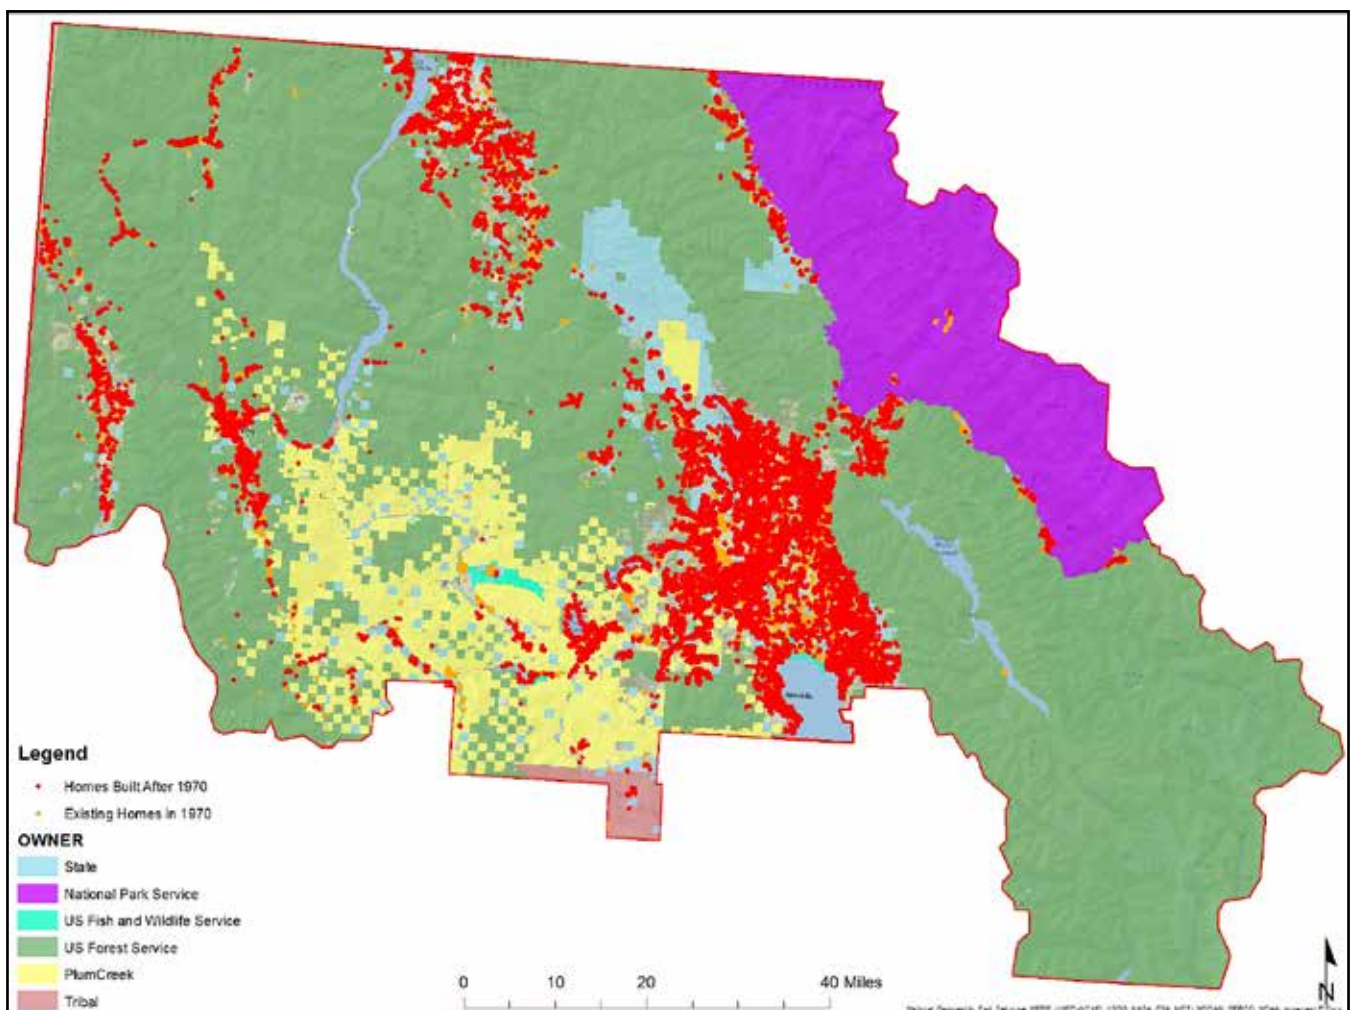 Legend
Homes Built After 1970
Existing Homes in 1970
OWNER
State
National Park Service
US Fish and Wildlife Service
US Forest Service
PlumCreek
Tribal
0 10 20 40 Miles
N